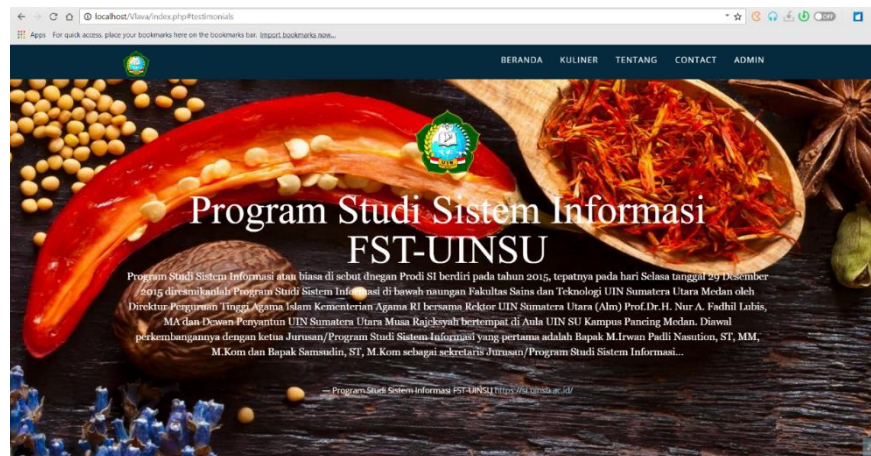 localhost/Vlava/index.php#testimonials
Apps For quick access, place your bookmarks here on the bookmarks bar. Import bookmarks now...
BERANDA KULINER TENTANG CONTACT ADMIN
UIN
Program Studi Sistem Informasi
FST-UINSU
Program Studi Sistem Informasi atau biasa di sebut dnegan Prodi SI berdiri pada tahun 2015, tepatnya pada hari Selasa tanggal 29 Desember
2015 diresmikanlah Program Studi Sistem Informasi di bawah naungan Fakultas Sains dan Teknologi UIN Sumatera Utara Medan oleh
Direktur Perguruan Tinggi Agama Islam Kementerian Agama RI bersama Rektor UIN Sumatera Utara (Alm) Prof.Dr.H. Nur A. Fadhil Lubis,
MA dan Dewan Penyantun UIN Sumatera Utara Musa Rajeksyah bertempat di Aula UIN SU Kampus Pancing Medan. Diawal
perkembangannya dengan ketua Jurusan/Program Studi Sistem Informasi yang pertama adalah Bapak M.Irwan Padli Nasution, ST, MM,
M.Kom dan Bapak Samsudin, ST, M.Kom sebagai sekretaris Jurusan/Program Studi Sistem Informasi...
— Program Studi Sistem Informasi FST-UINSU https://si.uinsu.ac.id/